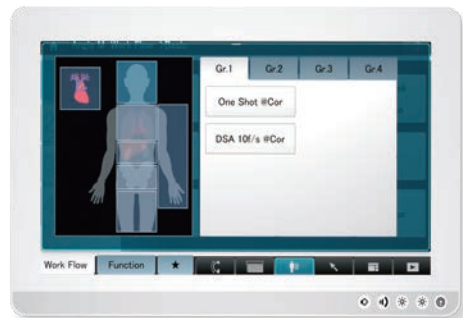 Gr.1 Gr.2 Gr.3 Gr.4
One Shot @Cor
DSA 10f/s @Cor
Work Flow Function ★